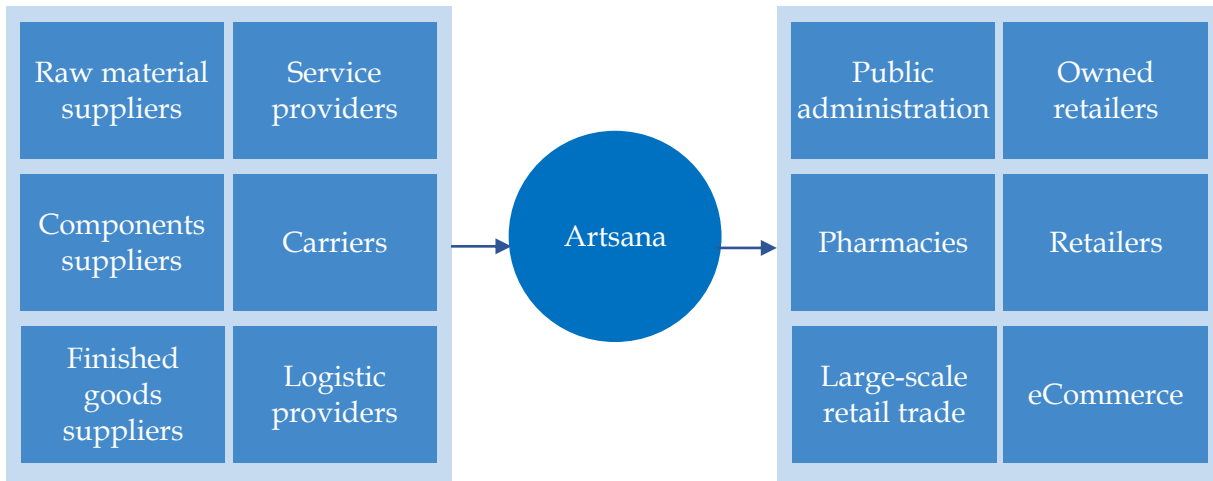 Raw material
suppliers
Service
providers
Components
suppliers
Carriers
Finished
goods
suppliers
Logistic
providers
Artsana
Public
administration
Owned
retailers
Pharmacies
Retailers
Large-scale
retail trade
eCommerce